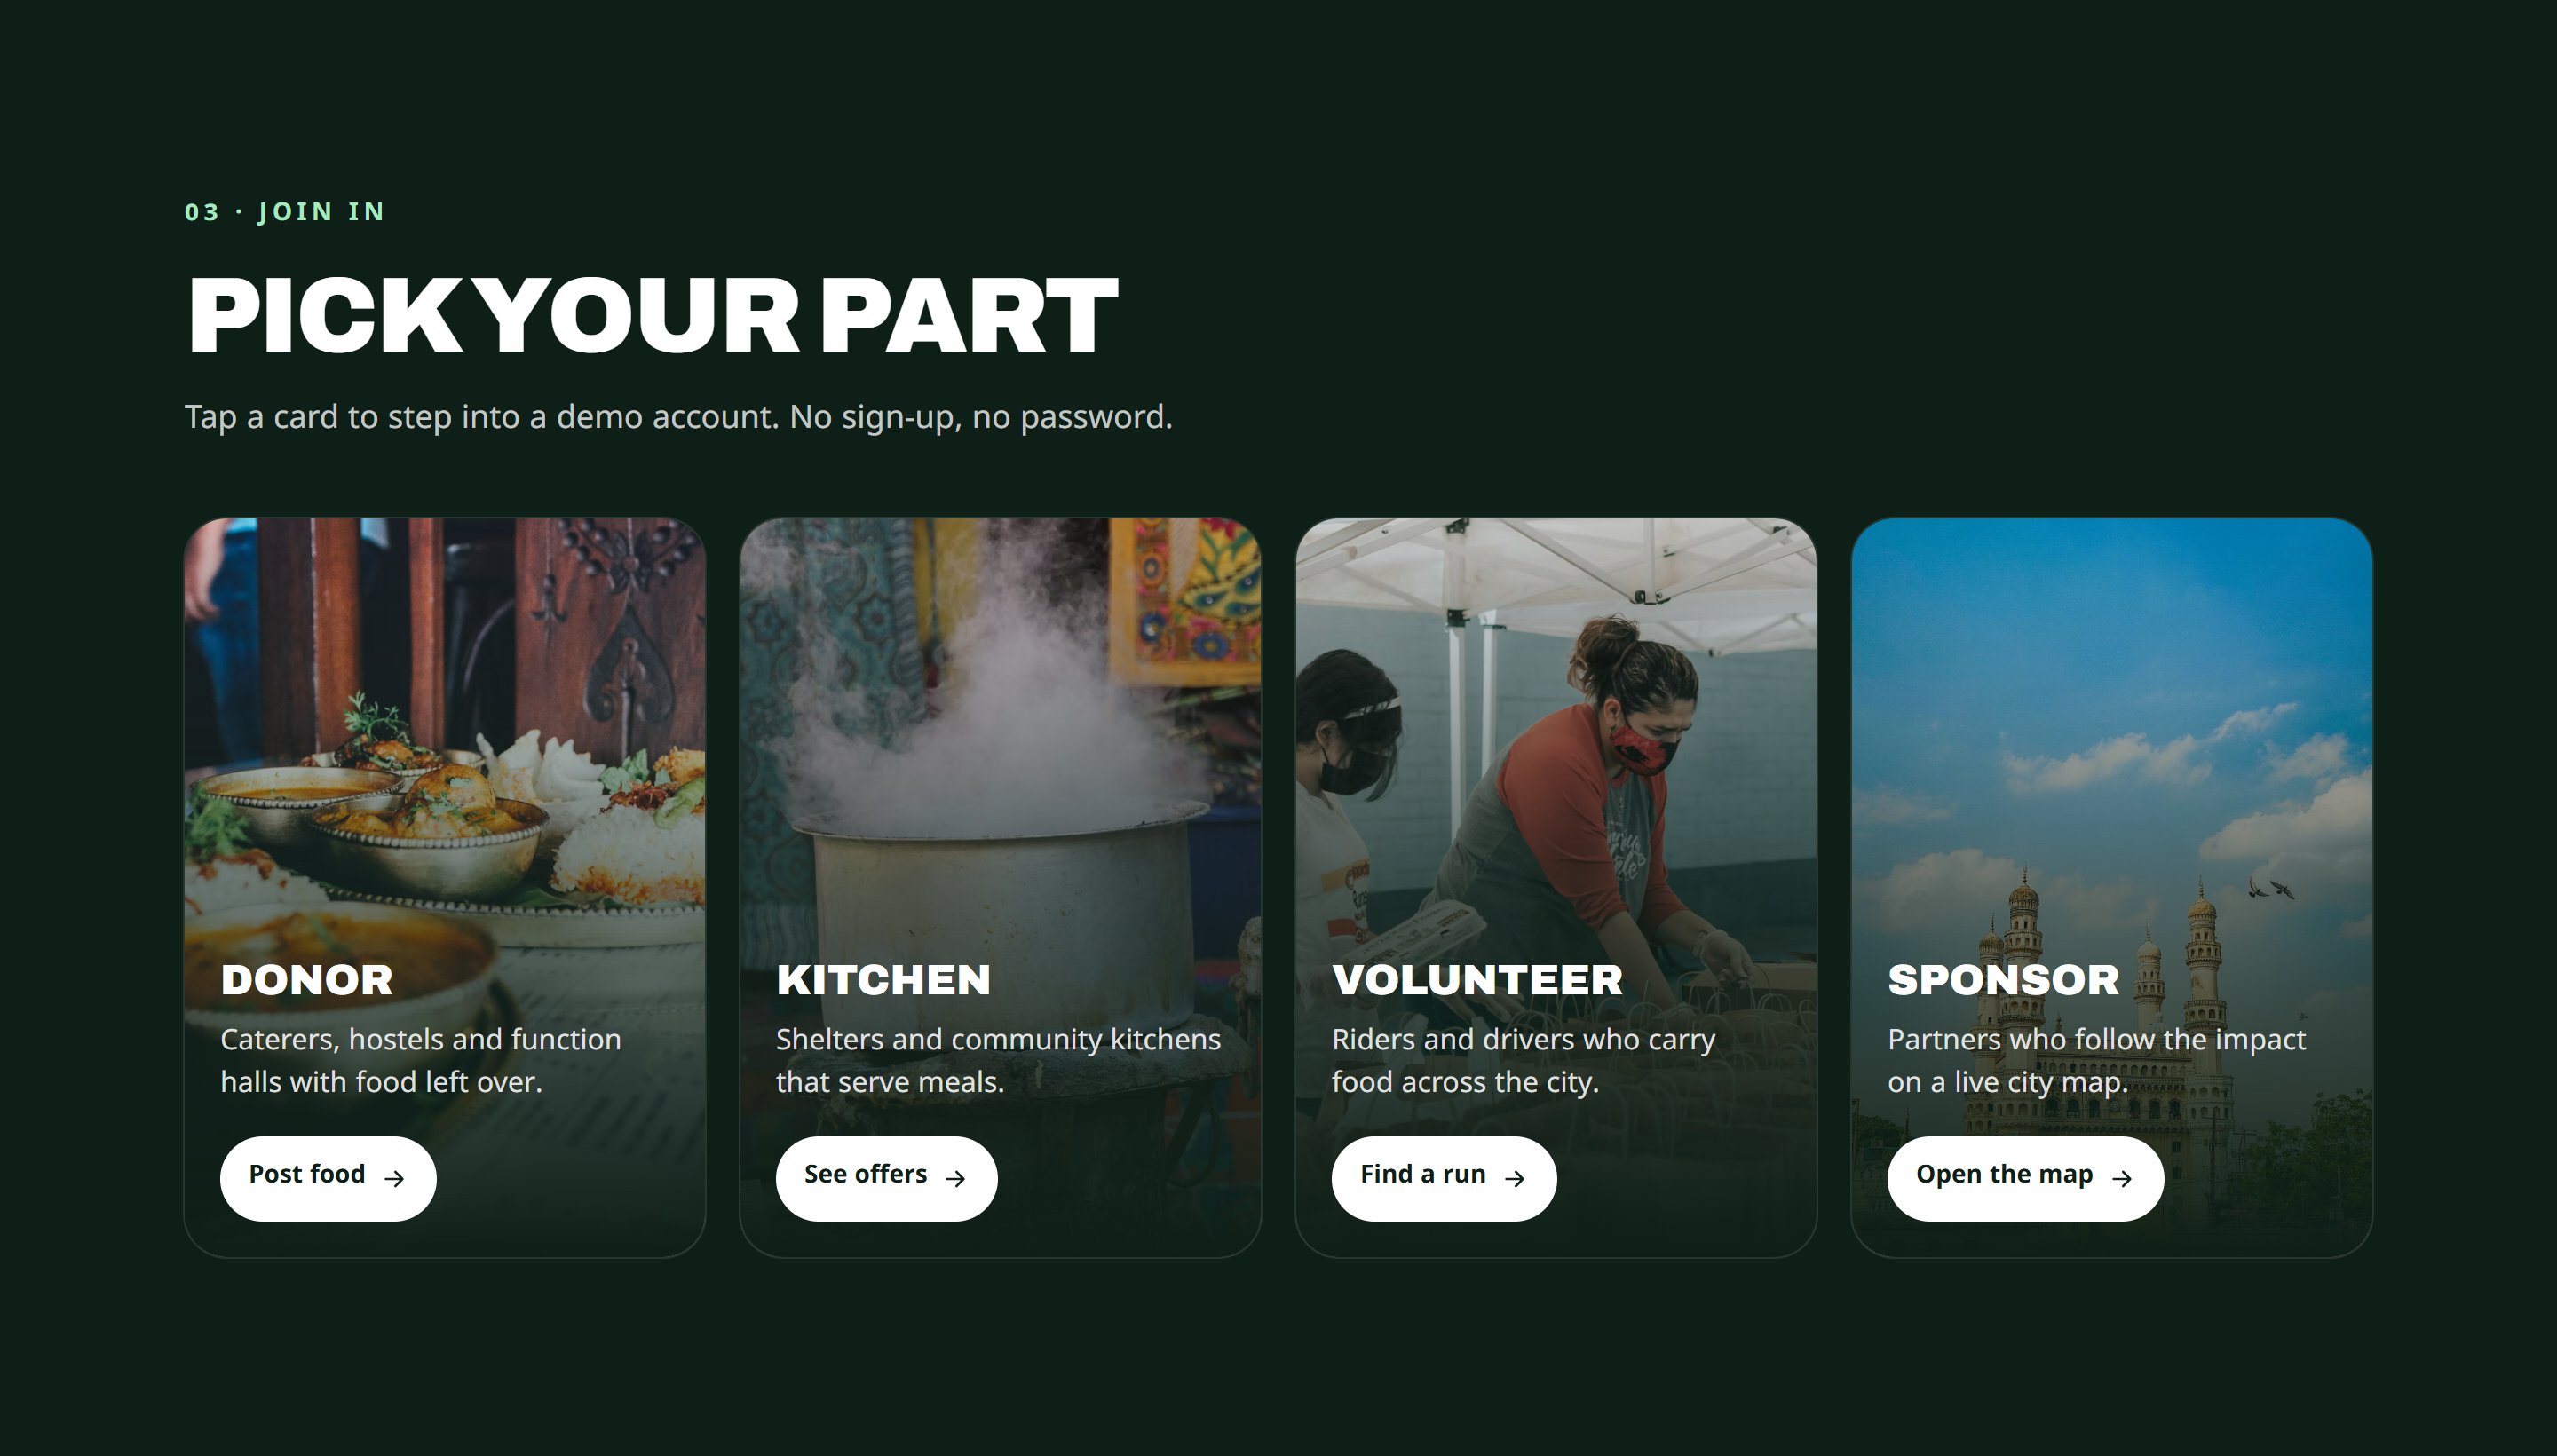 03 · JOIN IN
PICK YOUR PART
Tap a card to step into a demo account. No sign-up, no password.
DONOR
Caterers, hostels and function
halls with food left over.
Post food →
KITCHEN
Shelters and community kitchens
that serve meals.
See offers →
VOLUNTEER
Riders and drivers who carry
food across the city.
Find a run →
SPONSOR
Partners who follow the impact
on a live city map.
Open the map →